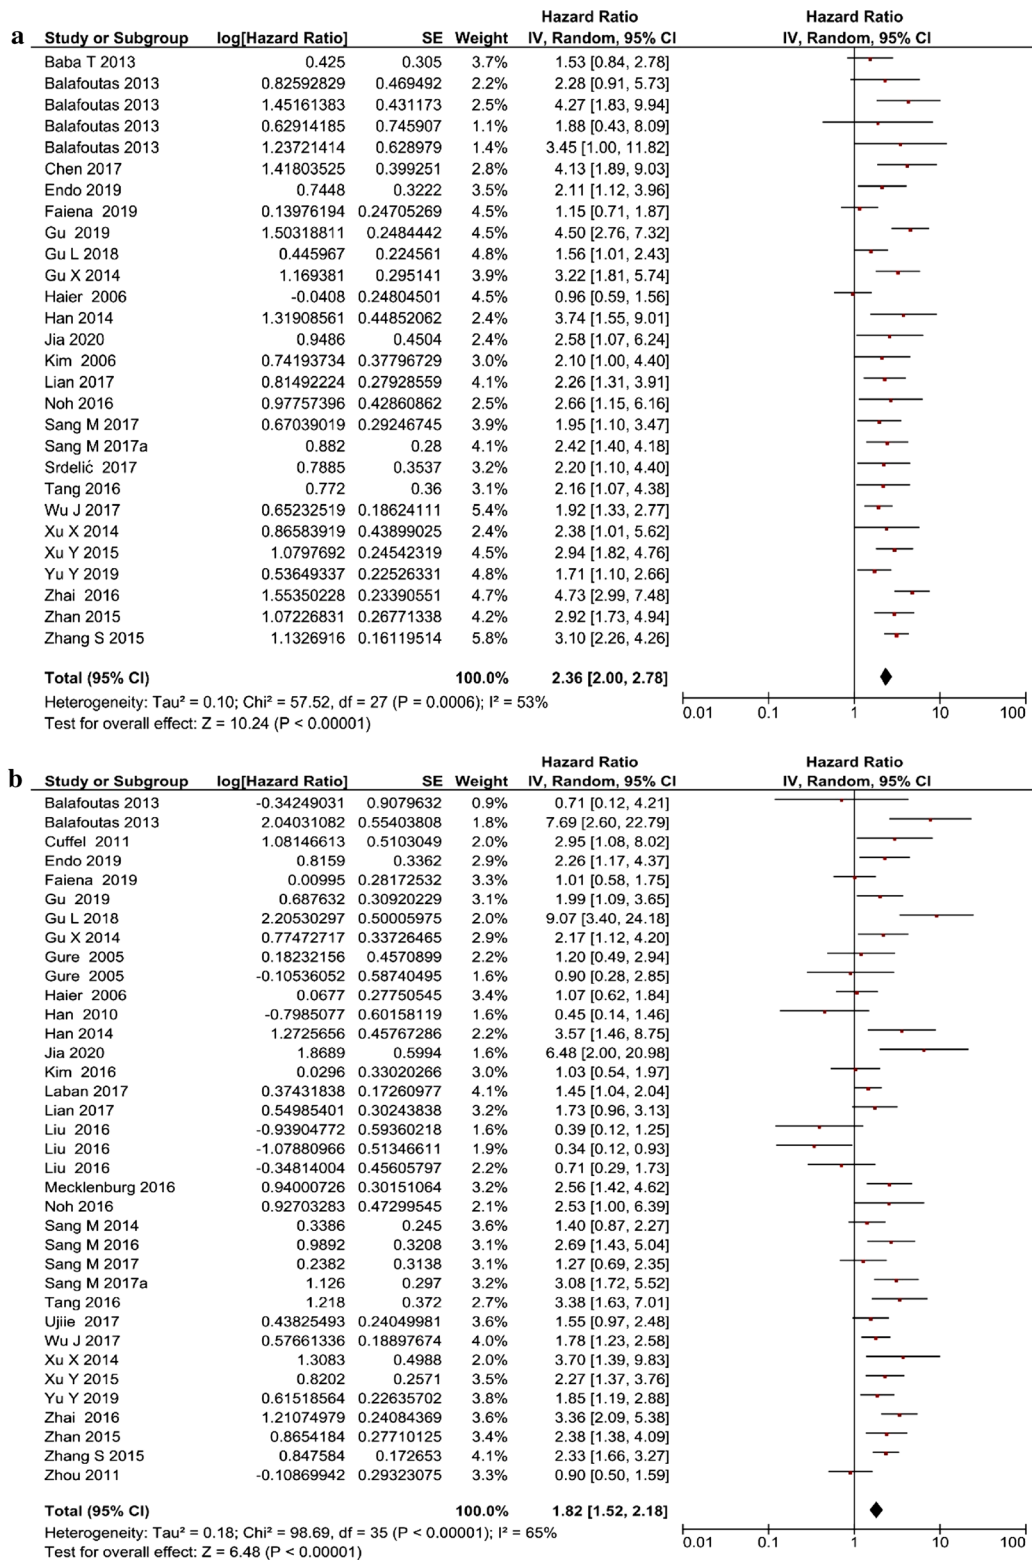 a
Hazard Ratio Hazard Ratio
Study or Subgroup log[Hazard Ratio] SE Weight IV, Random, 95% CI IV, Random, 95% CI
Baba T 2013 0.425 0.305 3.7% 1.53 [0.84, 2.78]
Balafoutas 2013 0.82592829 0.469492 2.2% 2.28 [0.91, 5.73]
Balafoutas 2013 1.45161383 0.431173 2.5% 4.27 [1.83, 9.94]
Balafoutas 2013 0.62914185 0.745907 1.1% 1.88 [0.43, 8.09]
Balafoutas 2013 1.23721414 0.628979 1.4% 3.45 [1.00, 11.82]
Chen 2017 1.41803525 0.399251 2.8% 4.13 [1.89, 9.03]
Endo 2019 0.7448 0.3222 3.5% 2.11 [1.12, 3.96]
Faiena 2019 0.13976194 0.24705269 4.5% 1.15 [0.71, 1.87]
Gu 2019 1.50318811 0.2484442 4.5% 4.50 [2.76, 7.32]
Gu L 2018 0.445967 0.224561 4.8% 1.56 [1.01, 2.43]
Gu X 2014 1.169381 0.295141 3.9% 3.22 [1.81, 5.74]
Haier 2006 -0.0408 0.24804501 4.5% 0.96 [0.59, 1.56]
Han 2014 1.31908561 0.44852062 2.4% 3.74 [1.55, 9.01]
Jia 2020 0.9486 0.4504 2.4% 2.58 [1.07, 6.24]
Kim 2006 0.74193734 0.37796729 3.0% 2.10 [1.00, 4.40]
Lian 2017 0.81492224 0.27928559 4.1% 2.26 [1.31, 3.91]
Noh 2016 0.97757396 0.42860862 2.5% 2.66 [1.15, 6.16]
Sang M 2017 0.67039019 0.29246745 3.9% 1.95 [1.10, 3.47]
Sang M 2017a 0.882 0.28 4.1% 2.42 [1.40, 4.18]
Srdelić 2017 0.7885 0.3537 3.2% 2.20 [1.10, 4.40]
Tang 2016 0.772 0.36 3.1% 2.16 [1.07, 4.38]
Wu J 2017 0.65232519 0.18624111 5.4% 1.92 [1.33, 2.77]
Xu X 2014 0.86583919 0.43899025 2.4% 2.38 [1.01, 5.62]
Xu Y 2015 1.0797692 0.24542319 4.5% 2.94 [1.82, 4.76]
Yu Y 2019 0.53649337 0.22526331 4.8% 1.71 [1.10, 2.66]
Zhai 2016 1.55350228 0.23390551 4.7% 4.73 [2.99, 7.48]
Zhan 2015 1.07226831 0.26771338 4.2% 2.92 [1.73, 4.94]
Zhang S 2015 1.1326916 0.16119514 5.8% 3.10 [2.26, 4.26]
Total (95% CI) 100.0% 2.36 [2.00, 2.78]
Heterogeneity: Tau² = 0.10; Chi² = 57.52, df = 27 (P = 0.0006); I² = 53%
Test for overall effect: Z = 10.24 (P < 0.00001)
0.01 0.1 1 10 100
b
Hazard Ratio Hazard Ratio
Study or Subgroup log[Hazard Ratio] SE Weight IV, Random, 95% CI IV, Random, 95% CI
Balafoutas 2013 -0.34249031 0.9079632 0.9% 0.71 [0.12, 4.21]
Balafoutas 2013 2.04031082 0.55403808 1.8% 7.69 [2.60, 22.79]
Cuffel 2011 1.08146613 0.5103049 2.0% 2.95 [1.08, 8.02]
Endo 2019 0.8159 0.3362 2.9% 2.26 [1.17, 4.37]
Faiena 2019 0.00995 0.28172532 3.3% 1.01 [0.58, 1.75]
Gu 2019 0.687632 0.30920229 3.1% 1.99 [1.09, 3.65]
Gu L 2018 2.20530297 0.50005975 2.0% 9.07 [3.40, 24.18]
Gu X 2014 0.77472717 0.33726465 2.9% 2.17 [1.12, 4.20]
Gure 2005 0.18232156 0.4570899 2.2% 1.20 [0.49, 2.94]
Gure 2005 -0.10536052 0.58740495 1.6% 0.90 [0.28, 2.85]
Haier 2006 0.0677 0.27750545 3.4% 1.07 [0.62, 1.84]
Han 2010 -0.7985077 0.60158119 1.6% 0.45 [0.14, 1.46]
Han 2014 1.2725656 0.45767286 2.2% 3.57 [1.46, 8.75]
Jia 2020 1.8689 0.5994 1.6% 6.48 [2.00, 20.98]
Kim 2016 0.0296 0.33020266 3.0% 1.03 [0.54, 1.97]
Laban 2017 0.37431838 0.17260977 4.1% 1.45 [1.04, 2.04]
Lian 2017 0.54985401 0.30243838 3.2% 1.73 [0.96, 3.13]
Liu 2016 -0.93904772 0.59360218 1.6% 0.39 [0.12, 1.25]
Liu 2016 -1.07880966 0.51346611 1.9% 0.34 [0.12, 0.93]
Liu 2016 -0.34814004 0.45605797 2.2% 0.71 [0.29, 1.73]
Mecklenburg 2016 0.94000726 0.30151064 3.2% 2.56 [1.42, 4.62]
Noh 2016 0.92703283 0.47299545 2.1% 2.53 [1.00, 6.39]
Sang M 2014 0.3386 0.245 3.6% 1.40 [0.87, 2.27]
Sang M 2016 0.9892 0.3208 3.1% 2.69 [1.43, 5.04]
Sang M 2017 0.2382 0.3138 3.1% 1.27 [0.69, 2.35]
Sang M 2017a 1.126 0.297 3.2% 3.08 [1.72, 5.52]
Tang 2016 1.218 0.372 2.7% 3.38 [1.63, 7.01]
Ujiie 2017 0.43825493 0.24049981 3.6% 1.55 [0.97, 2.48]
Wu J 2017 0.57661336 0.18897674 4.0% 1.78 [1.23, 2.58]
Xu X 2014 1.3083 0.4988 2.0% 3.70 [1.39, 9.83]
Xu Y 2015 0.8202 0.2571 3.5% 2.27 [1.37, 3.76]
Yu Y 2019 0.61518564 0.22635702 3.8% 1.85 [1.19, 2.88]
Zhai 2016 1.21074979 0.24084369 3.6% 3.36 [2.09, 5.38]
Zhan 2015 0.8654184 0.27710125 3.4% 2.38 [1.38, 4.09]
Zhang S 2015 0.847584 0.172653 4.1% 2.33 [1.66, 3.27]
Zhou 2011 -0.10869942 0.29323075 3.3% 0.90 [0.50, 1.59]
Total (95% CI) 100.0% 1.82 [1.52, 2.18]
Heterogeneity: Tau² = 0.18; Chi² = 98.69, df = 35 (P < 0.00001); I² = 65%
Test for overall effect: Z = 6.48 (P < 0.00001)
0.01 0.1 1 10 100